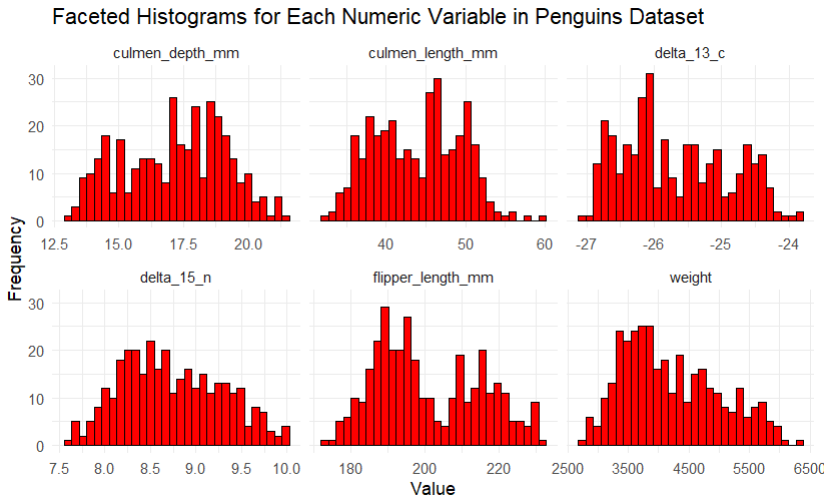 Faceted Histograms for Each Numeric Variable in Penguins Dataset
culmen_depth_mm culmen_length_mm delta_13_c
30
20
10
0
12.5 15.0 17.5 20.0 40 50 60 -27 -26 -25 -24
Frequency
delta_15_n flipper_length_mm weight
30
20
10
0
7.5 8.0 8.5 9.0 9.5 10.0 180 200 220 2500 3500 4500 5500 6500
Value